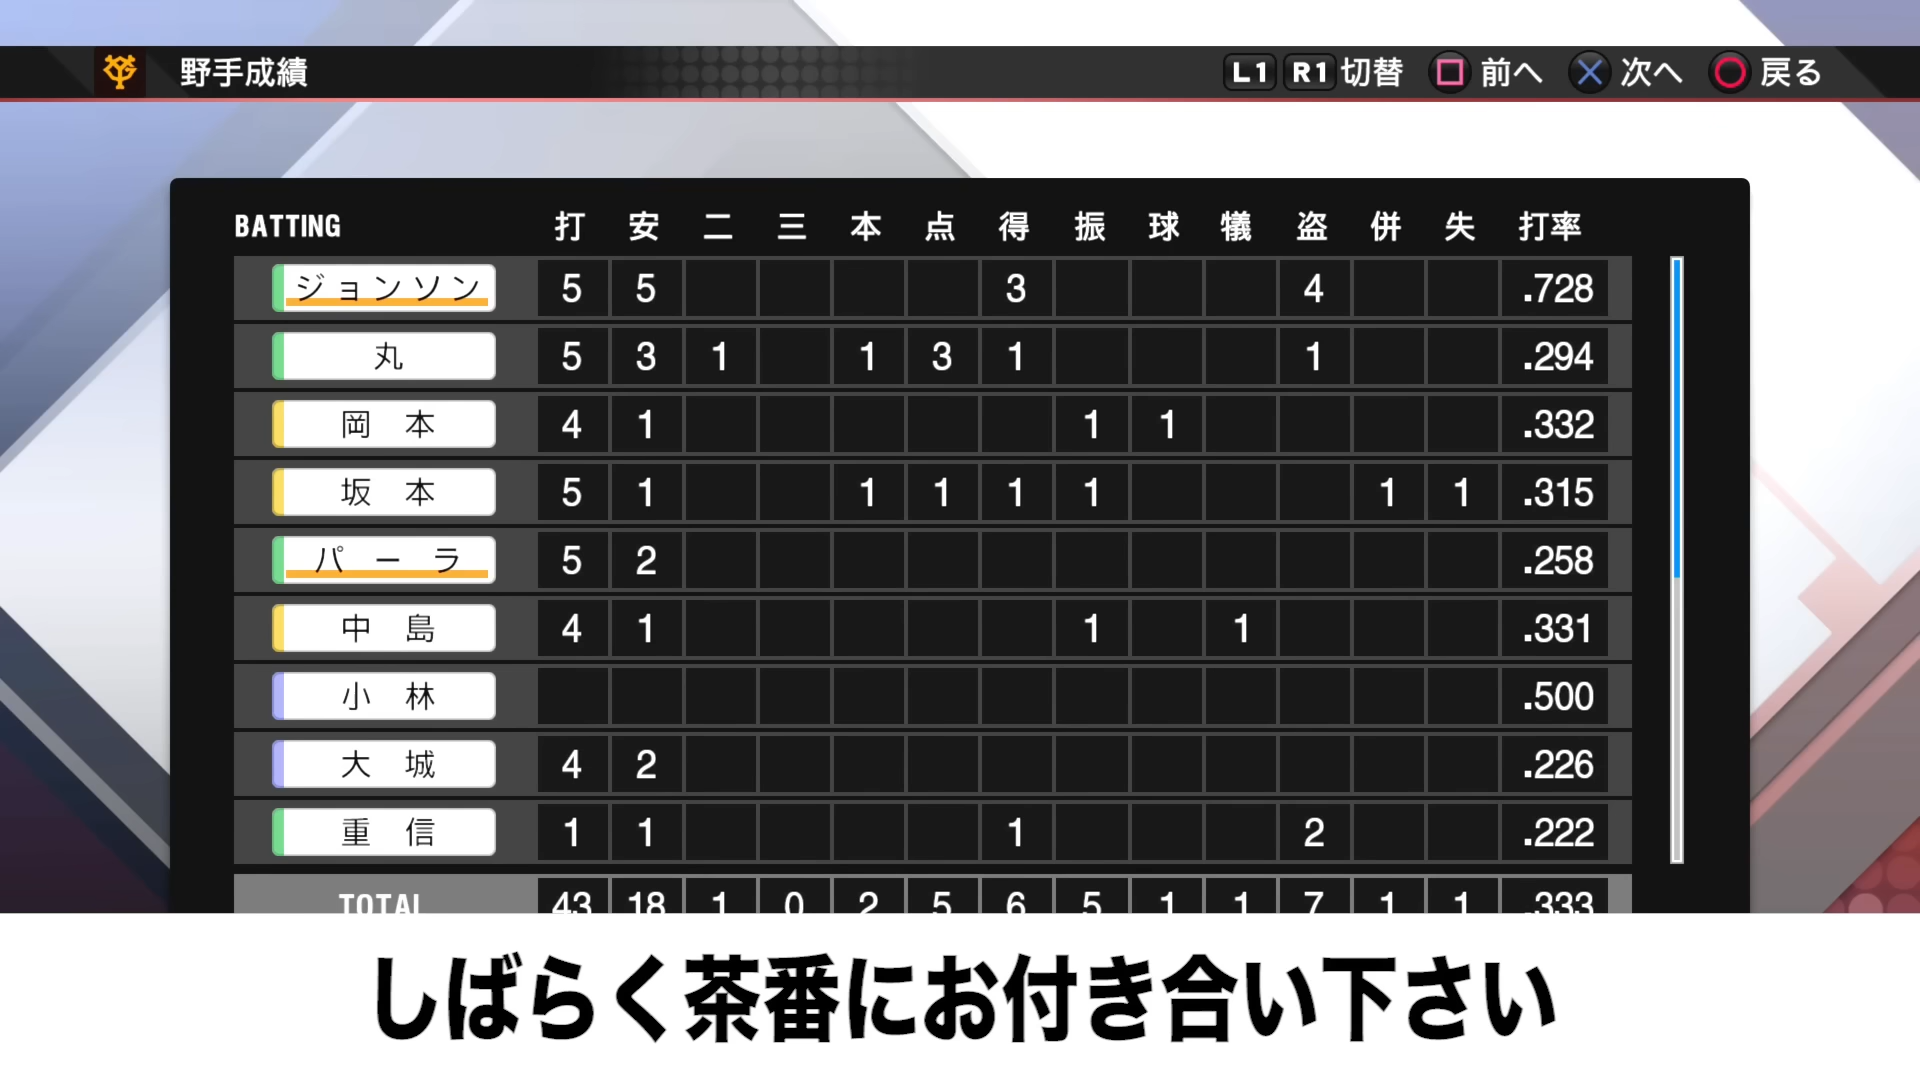 野手成績 L1 R1 切替 前へ 次へ 戻る
BATTING 打 安 二 三 本 点 得 振 球 犠 盗 併 失 打率
ジョンソン 5 5 3 4 .728
丸 5 3 1 1 3 1 1 .294
岡本 4 1 1 1 .332
坂本 5 1 1 1 1 1 1 1 .315
パーラ 5 2 .258
中島 4 1 1 1 .331
小林 .500
大城 4 2 .226
重信 1 1 1 2 .222
TOTAL 43 18 1 0 2 5 6 5 1 1 7 1 1 .333
しばらく茶番にお付き合い下さい